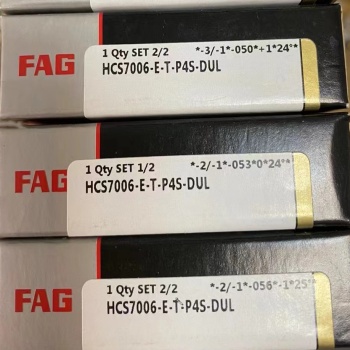 FAG
1 Qty SET 2/2 *-3/-1*-050*+1*24°*
HCS7006-E-T-P4S-DUL
FAG
1 Qty SET 1/2 *-2/-1*-053*0*24°*
HCS7006-E-T-P4S-DUL
FAG
1 Qty SET 2/2 *-2/-1*-056*-1*25°*
HCS7006-E-T-P4S-DUL